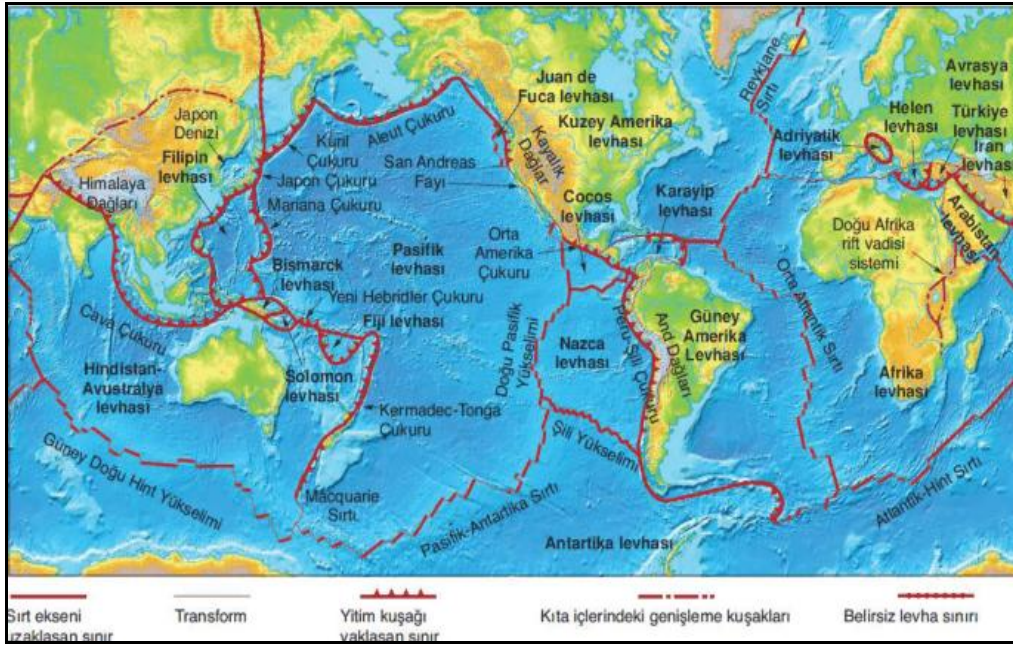 Japon
Denizi
Filipin
levhası
Himalaya
Dağları
Kuril
Çukuru
Aleut Çukuru
Japon Çukuru
Mariana Çukuru
Bismarck
levhası
Yeni Hebridler Çukuru
Fiji levhası
Solomon
levhası
Cava Çukuru
Hindistan-
Avustralya
levhası
Güney Doğu Hint Yükselimi
Kermadec-Tonga
Çukuru
Macquarie
Sırtı
Pasifik
levhası
Pasifik-Antartika Sırtı
Antartika levhası
Juan de
Fuca levhası
San Andreas
Fayı
Kayalık
Dağlar
Kuzey Amerika
levhası
Cocos
levhası
Orta
Amerika
Çukuru
Karayip
levhası
Doğu Pasifik
Yükselimi
Nazca
levhası
Peru-Şili Çukuru
And Dağları
Güney
Amerika
Levhası
Şili Yükselimi
Reykjane
Sırtı
Orta Atlantik Sırtı
Adriyatik
levhası
Helen
levhası
Avrasya
levhası
Türkiye
levhası
İran
levhas
Arabistan
levhası
Doğu Afrika
rift vadisi
sistemi
Afrika
levhası
Atlantik-Hint Sırtı
Sırt ekseni
uzaklaşan sınır
Transform
Yitim kuşağı
yaklaşan sınır
Kıta içlerindeki genişleme kuşakları
Belirsiz levha sınırı